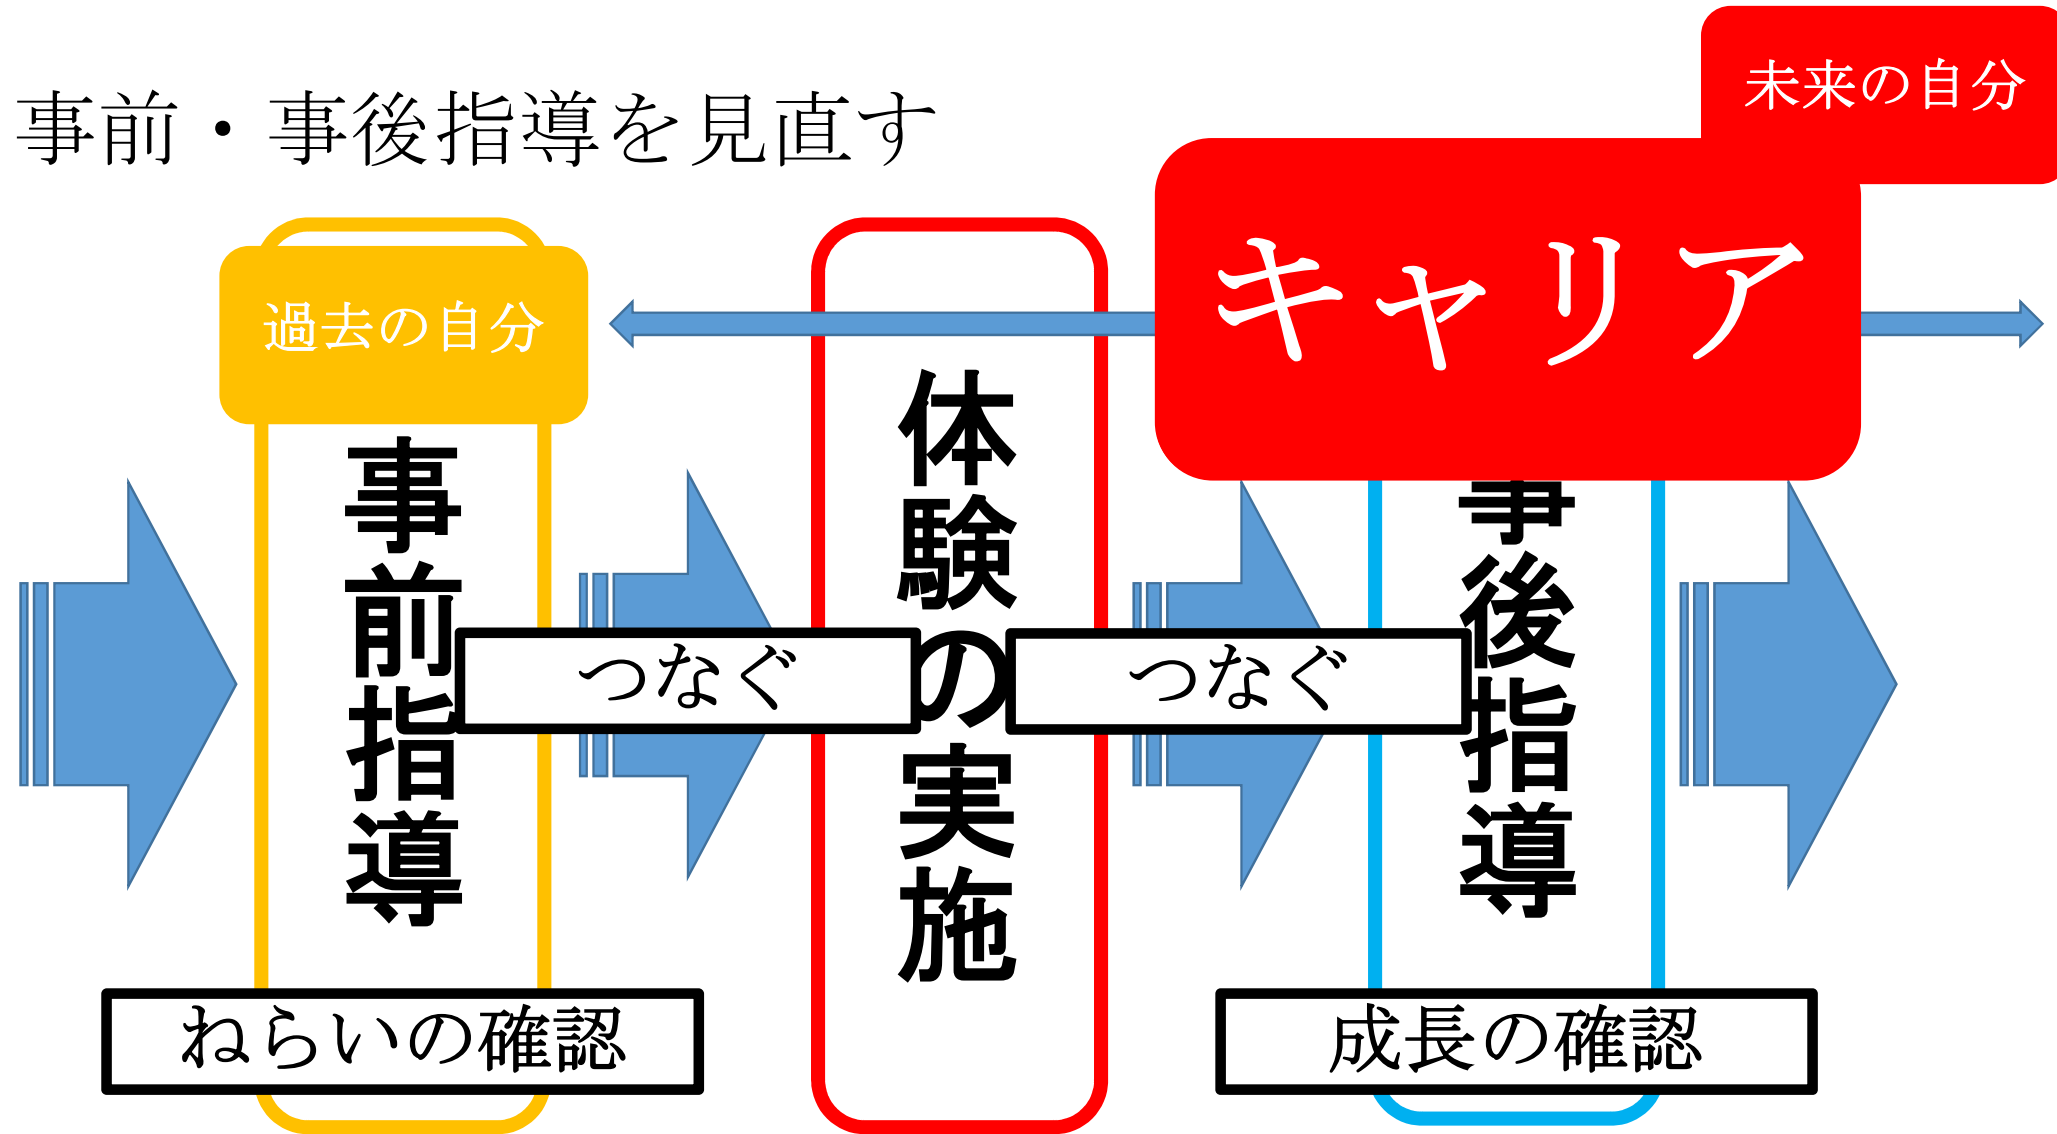 事前・事後指導を見直す
未来の自分
キャリア
過去の自分
事前指導
体験の実施
事後指導
つなぐ
つなぐ
ねらいの確認
成長の確認